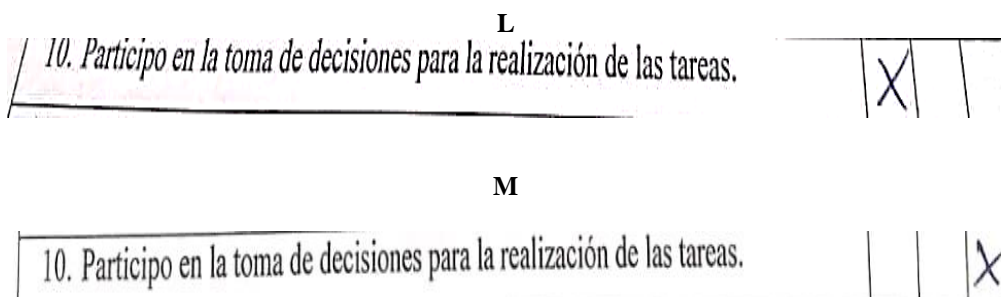 L
10. Participo en la toma de decisiones para la realización de las tareas. X
M
10. Participo en la toma de decisiones para la realización de las tareas. X